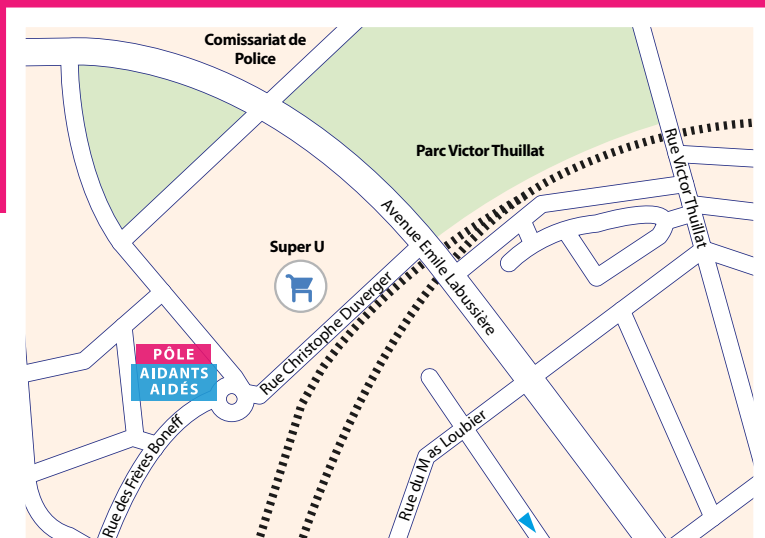 Comissariat de
Police
Parc Victor Thuillat
Rue Victor Thuillat
Avenue Emile Labussière
Super U
Rue Christophe Duverger
PÔLE
AIDANTS
AIDÉS
Rue des Frères Boneff
Rue du Mas Loubier